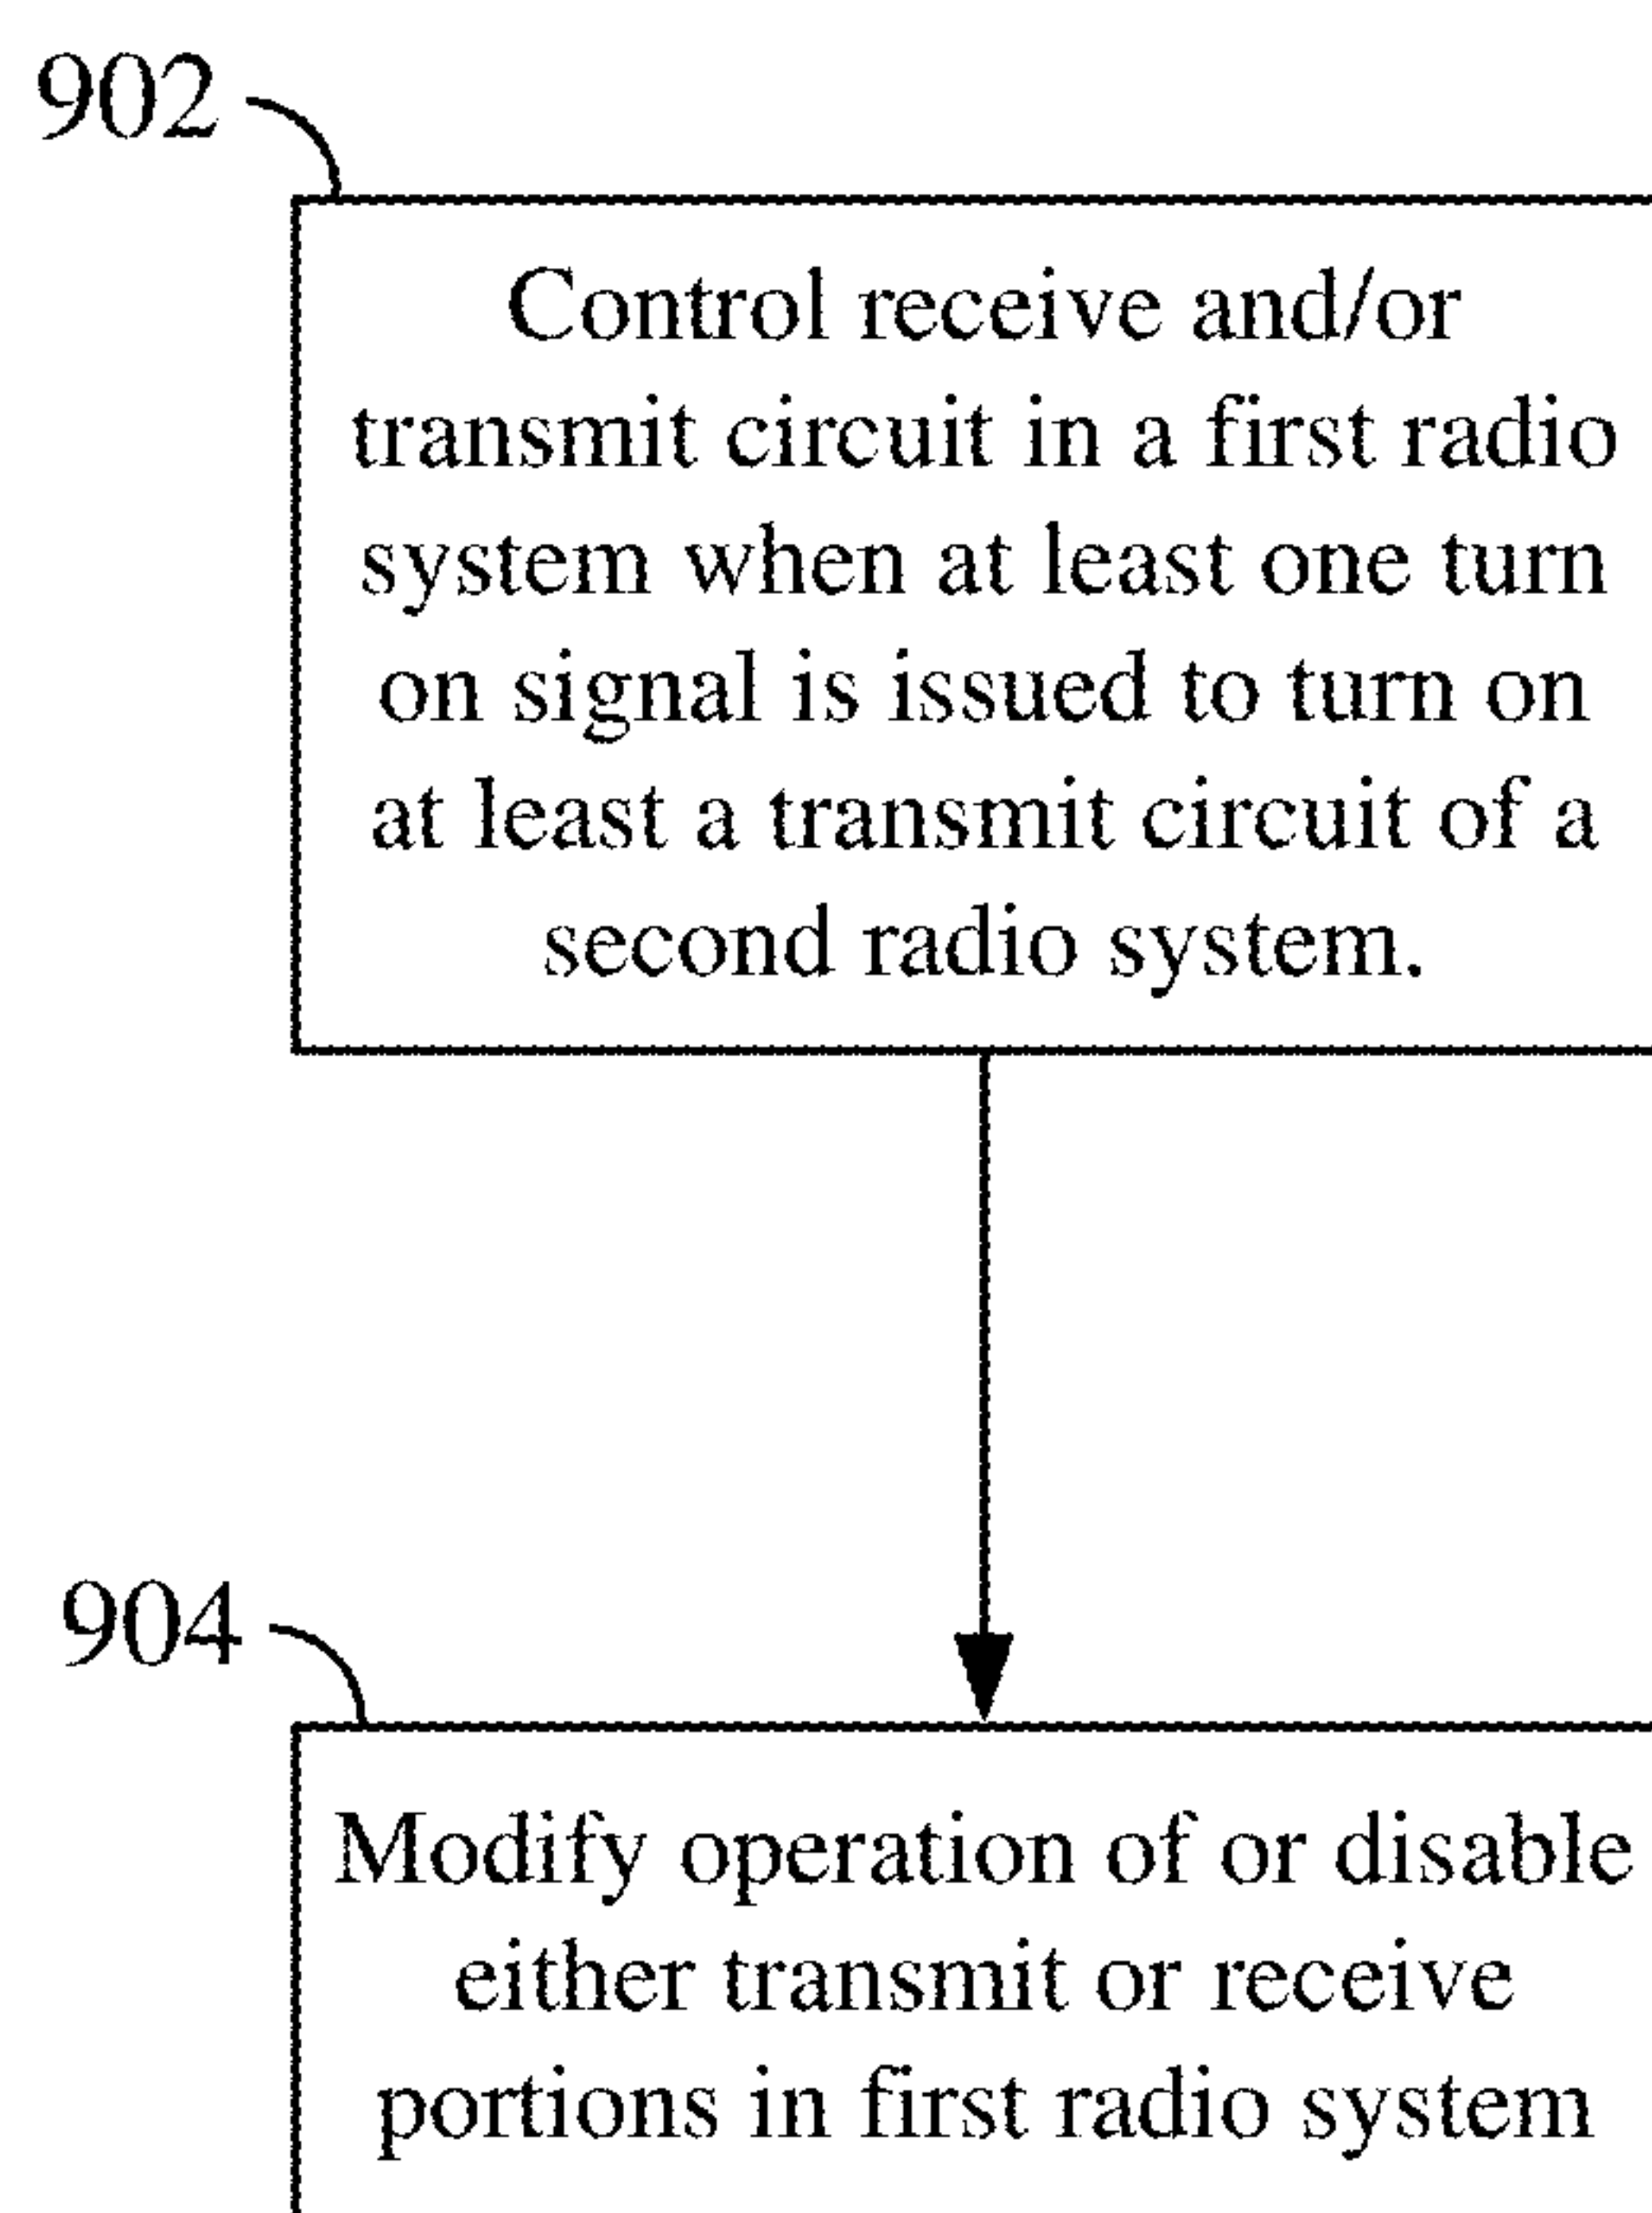 902
Control receive and/or
transmit circuit in a first radio
system when at least one turn
on signal is issued to turn on
at least a transmit circuit of a
second radio system.
904
Modify operation of or disable
either transmit or receive
portions in first radio system